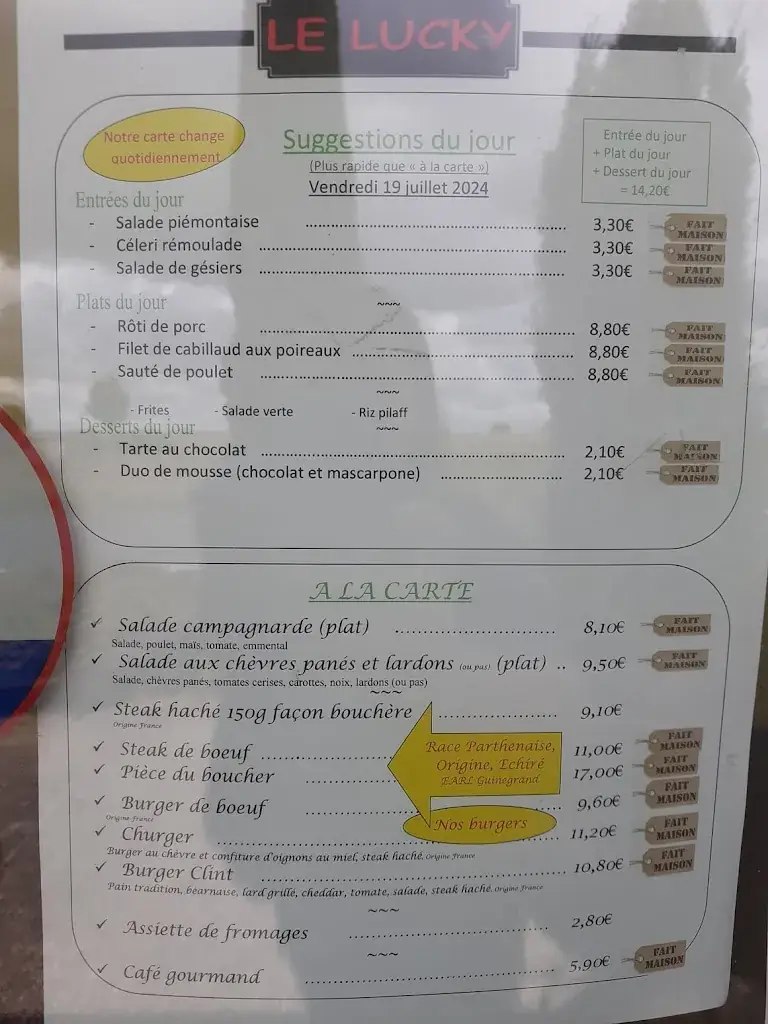 LE LUCKY
Notre carte change
quotidiennement
Suggestions du jour
(Plus rapide que « à la carte »)
Vendredi 19 juillet 2024
Entrée du jour
+ Plat du jour
+ Dessert du jour
= 14,20€
Entrées du jour
- Salade piémontaise ........ 3,30€ FAIT MAISON
- Céleri rémoulade ........ 3,30€ FAIT MAISON
- Salade de gésiers ........ 3,30€ FAIT MAISON
~~~
Plats du jour
- Rôti de porc ........ 8,80€ FAIT MAISON
- Filet de cabillaud aux poireaux ........ 8,80€ FAIT MAISON
- Sauté de poulet ........ 8,80€ FAIT MAISON
~~~
- Frites - Salade verte - Riz pilaff
~~~
Desserts du jour
- Tarte au chocolat ........ 2,10€ FAIT MAISON
- Duo de mousse (chocolat et mascarpone) ........ 2,10€ FAIT MAISON
A LA CARTE
✓ Salade campagnarde (plat) ........ 8,10€ FAIT MAISON
Salade, poulet, maïs, tomate, emmental
✓ Salade aux chèvres panés et lardons (ou pas) (plat) .. 9,50€ FAIT MAISON
Salade, chèvres panés, tomates cerises, carottes, noix, lardons (ou pas)
~~~
✓ Steak haché 150g façon bouchère ........ 9,10€
Origine France
✓ Steak de boeuf ........ 11,00€ FAIT MAISON
✓ Pièce du boucher ........ 17,00€ FAIT MAISON
Race Parthenaise,
Origine, Echiré
EARL Guinegrand
✓ Burger de boeuf ........ 9,60€ FAIT MAISON
Origine France
Nos burgers
✓ Churger ........ 11,20€ FAIT MAISON
Burger au chèvre et confiture d'oignons au miel, steak haché. Origine France
✓ Burger Clint ........ 10,80€ FAIT MAISON
Pain tradition, béarnaise, lard grillé, cheddar, tomate, salade, steak haché. Origine France
~~~
✓ Assiette de fromages ........ 2,80€
~~~
✓ Café gourmand ........ 5,90€ FAIT MAISON